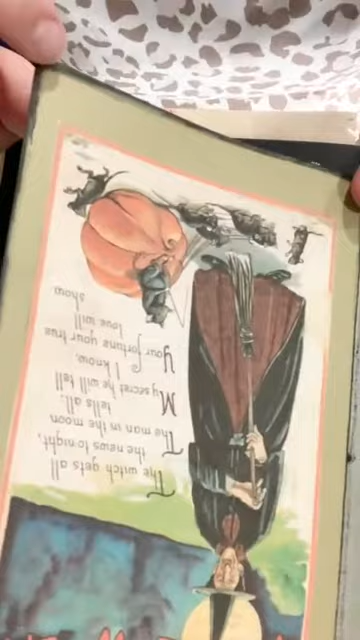 The witch gets all
the news to-night,
The man in the moon
tells all.
My secret he will tell
I know,
Your fortune your true
love will
show